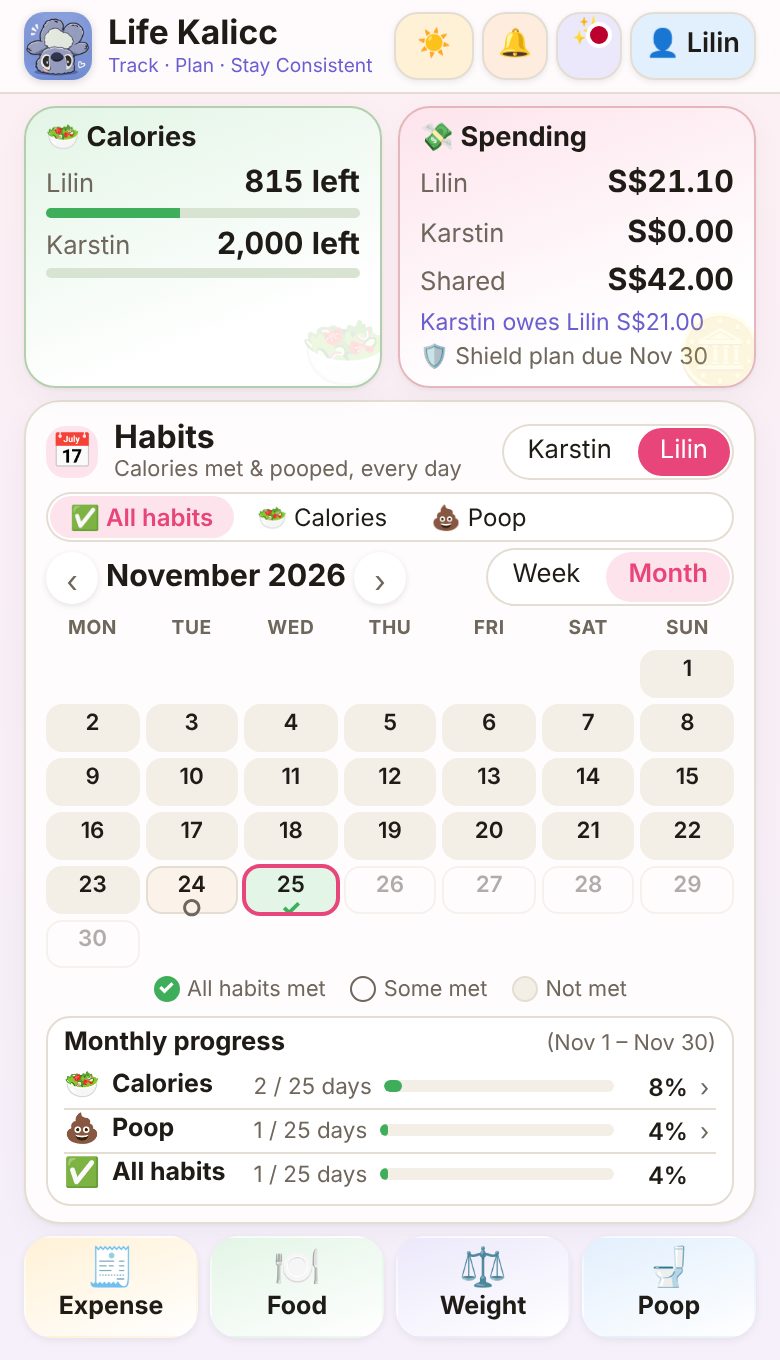 Life Kalicc
Track · Plan · Stay Consistent
Lilin
Calories
Lilin 815 left
Karstin 2,000 left
Spending
Lilin S$21.10
Karstin S$0.00
Shared S$42.00
Karstin owes Lilin S$21.00
Shield plan due Nov 30
July
17
Habits
Calories met & pooped, every day
Karstin Lilin
All habits Calories Poop
‹ November 2026 ›
Week Month
MON TUE WED THU FRI SAT SUN
1
2 3 4 5 6 7 8
9 10 11 12 13 14 15
16 17 18 19 20 21 22
23 24 25 26 27 28 29
30
All habits met Some met Not met
Monthly progress (Nov 1 – Nov 30)
Calories 2 / 25 days 8% ›
Poop 1 / 25 days 4% ›
All habits 1 / 25 days 4%
Expense Food Weight Poop